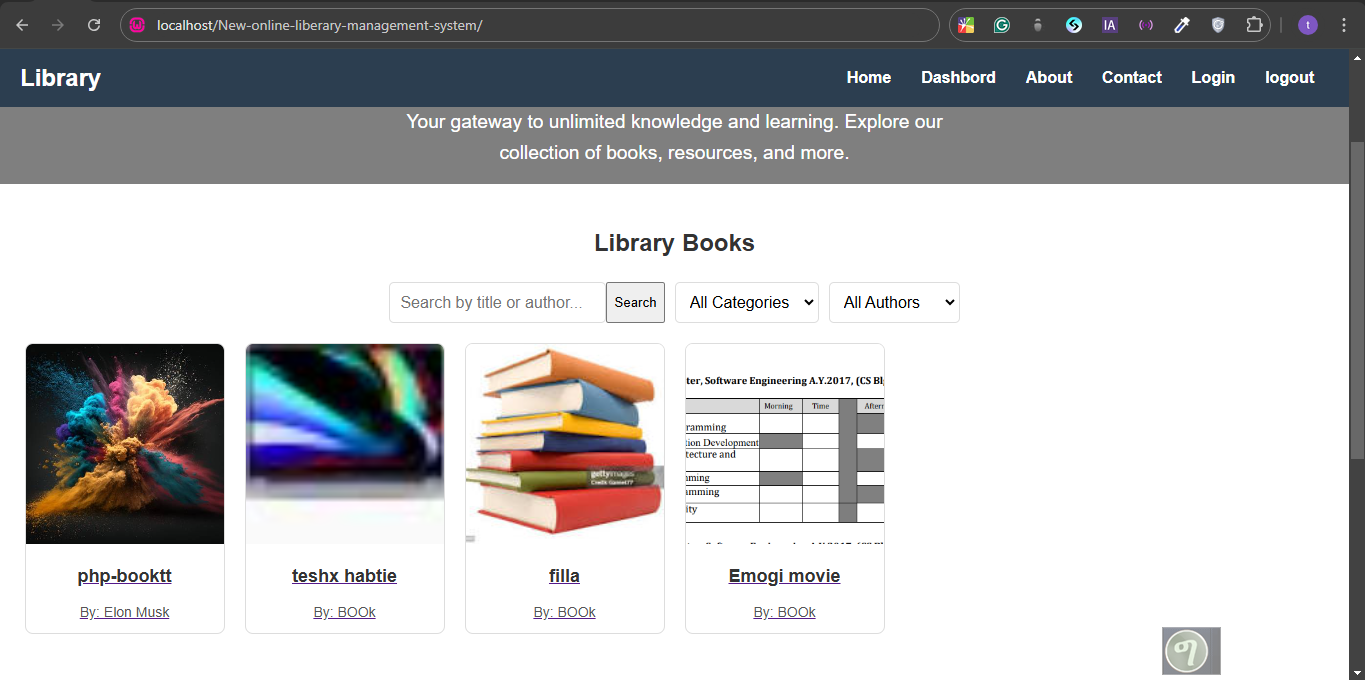 localhost/New-online-liberary-management-system/
IA
t
Library
Home Dashbord About Contact Login logout
Your gateway to unlimited knowledge and learning. Explore our
collection of books, resources, and more.
Library Books
Search by title or author...
Search
All Categories
All Authors
gettyimages
ter, Software Engineering A.Y.2017, (CS Bl
Morning Time Aftern
ramming
tion Development
tecture and
ming
amming
ity
php-booktt
By: Elon Musk
teshx habtie
By: BOOk
filla
By: BOOk
Emogi movie
By: BOOk